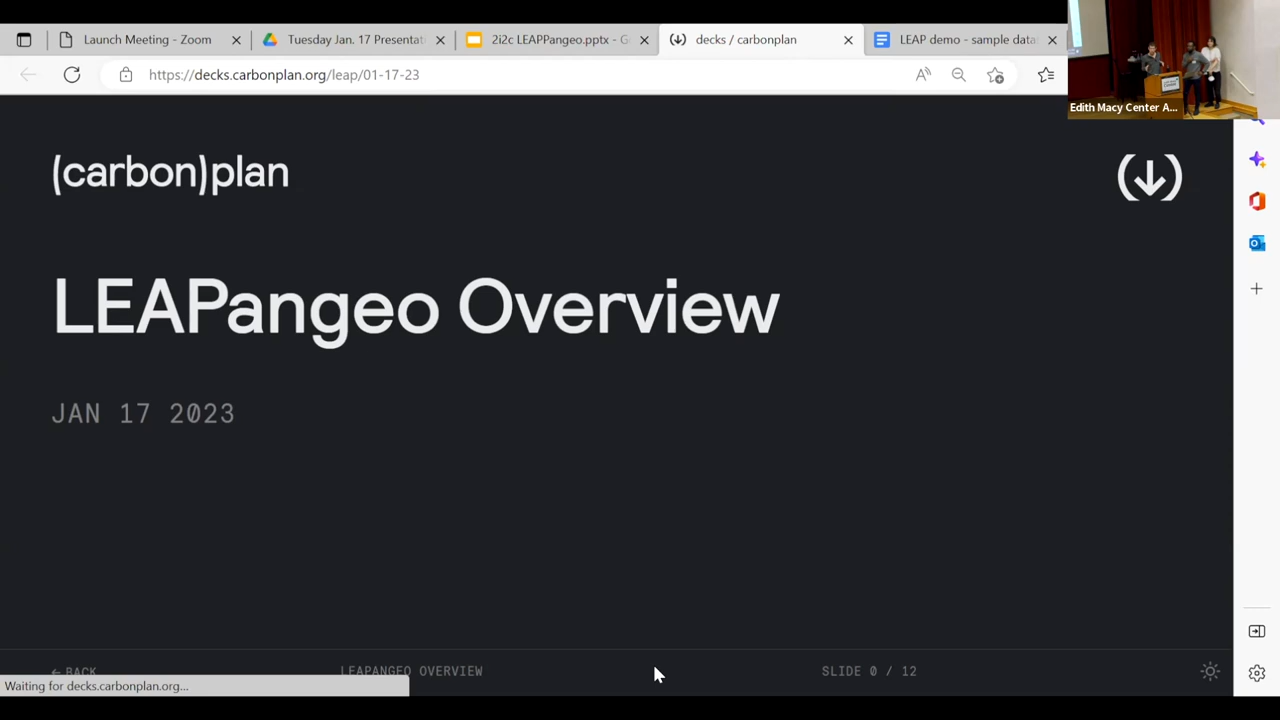 Launch Meeting - Zoom
Tuesday Jan. 17 Presentat
2i2c LEAPPangeo.pptx - G
decks / carbonplan
LEAP demo - sample data
https://decks.carbonplan.org/leap/01-17-23
Edith Macy Center A...
(carbon)plan
LEAPangeo Overview
JAN 17 2023
← BACK
LEAPANGEO OVERVIEW
SLIDE 0 / 12
Waiting for decks.carbonplan.org...